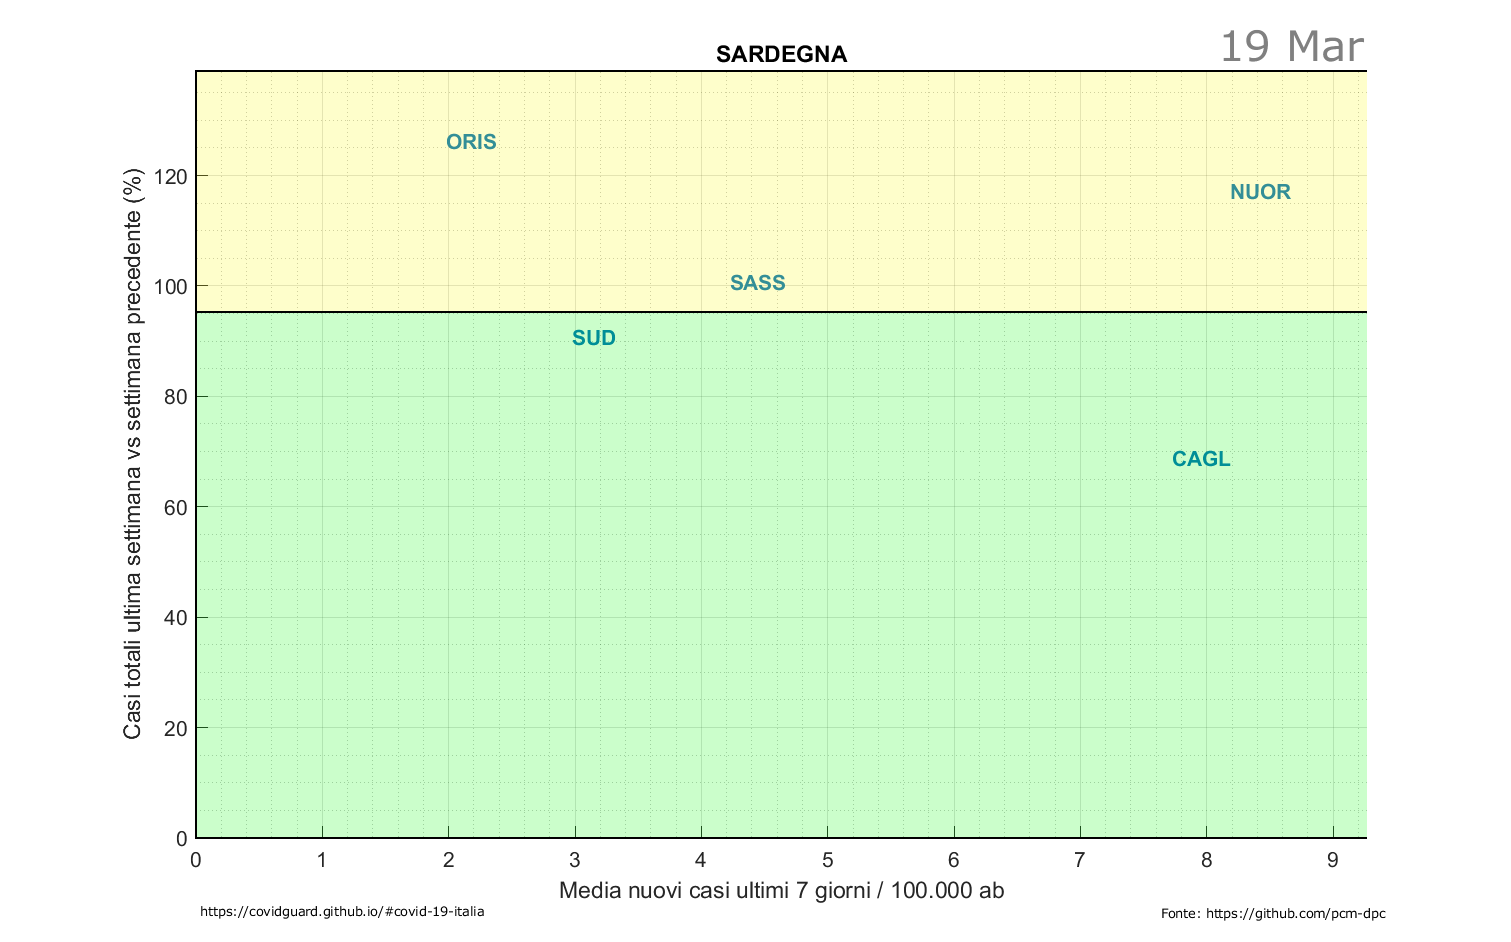 19 Mar
SARDEGNA
Casi totali ultima settimana vs settimana precedente (%)
120
100
80
60
40
20
0
ORIS
NUOR
SASS
SUD
CAGL
0 1 2 3 4 5 6 7 8 9
Media nuovi casi ultimi 7 giorni / 100.000 ab
https://covidguard.github.io/#covid-19-italia
Fonte: https://github.com/pcm-dpc